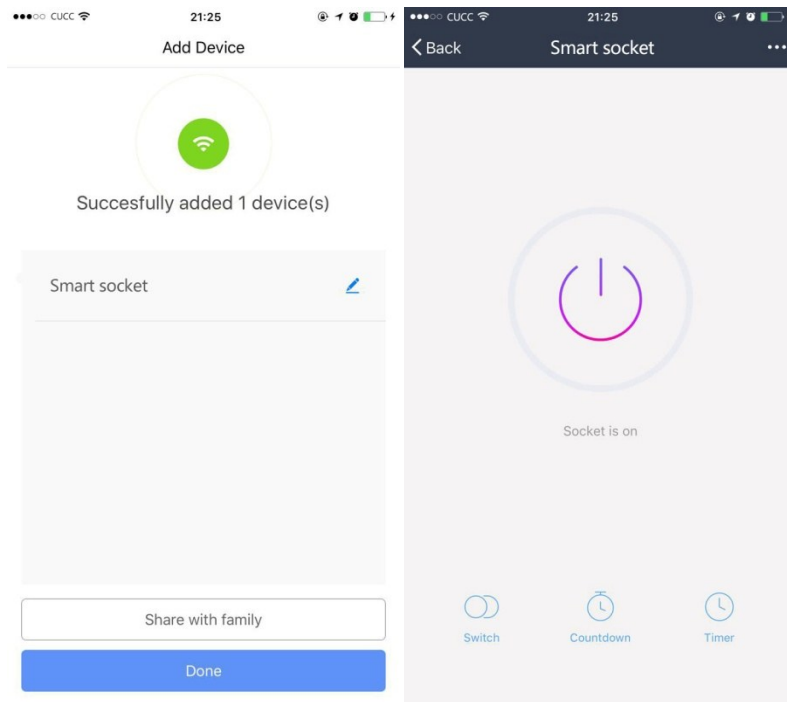 CUCC 21:25
Add Device
Succesfully added 1 device(s)
Smart socket
Share with family
Done
CUCC 21:25
Back Smart socket
Socket is on
Switch Countdown Timer